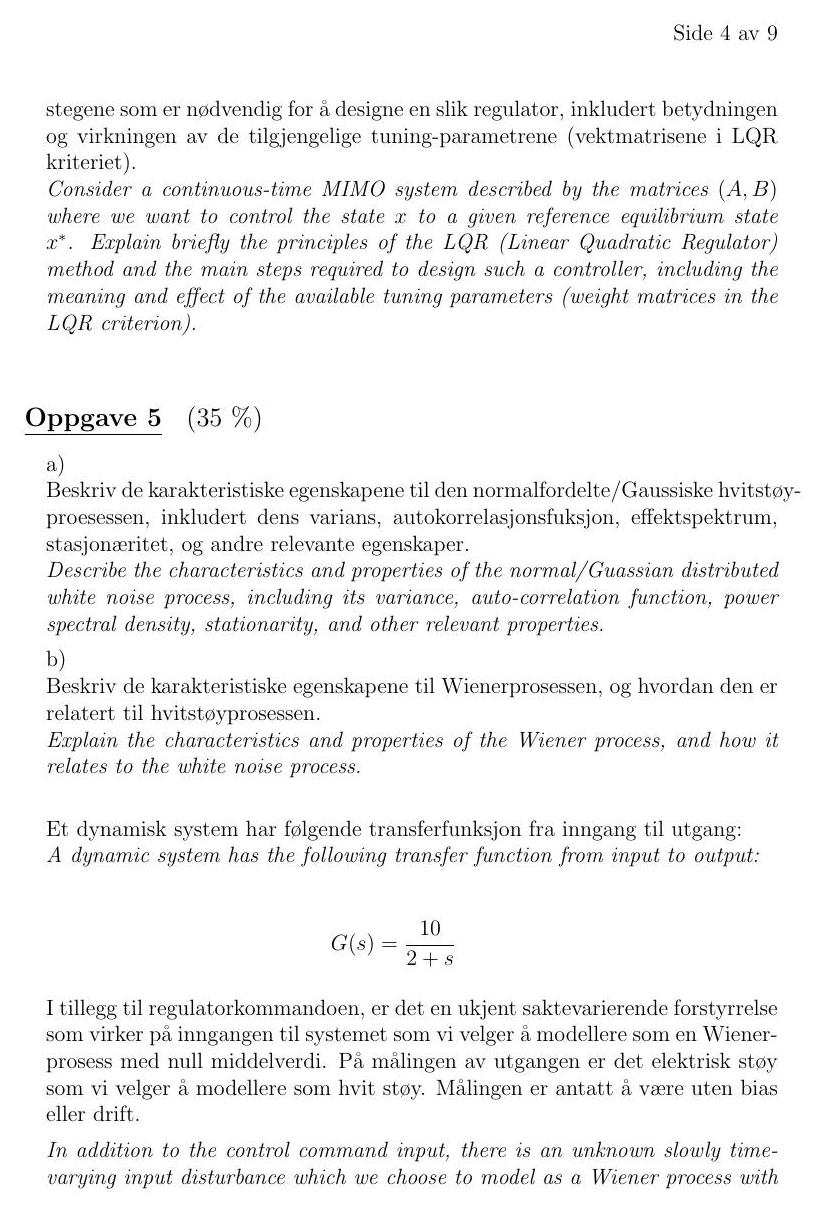 Side 4 av 9
stegene som er nødvendig for å designe en slik regulator, inkludert betydningen
og virkningen av de tilgjengelige tuning-parametrene (vektmatrisene i LQR
kriteriet).
Consider a continuous-time MIMO system described by the matrices (A, B)
where we want to control the state x to a given reference equilibrium state
x*. Explain briefly the principles of the LQR (Linear Quadratic Regulator)
method and the main steps required to design such a controller, including the
meaning and effect of the available tuning parameters (weight matrices in the
LQR criterion).
Oppgave 5 (35 %)
a)
Beskriv de karakteristiske egenskapene til den normalfordelte/Gaussiske hvitstøy-
proesessen, inkludert dens varians, autokorrelasjonsfuksjon, effektspektrum,
stasjonæritet, og andre relevante egenskaper.
Describe the characteristics and properties of the normal/Guassian distributed
white noise process, including its variance, auto-correlation function, power
spectral density, stationarity, and other relevant properties.
b)
Beskriv de karakteristiske egenskapene til Wienerprosessen, og hvordan den er
relatert til hvitstøyprosessen.
Explain the characteristics and properties of the Wiener process, and how it
relates to the white noise process.
Et dynamisk system har følgende transferfunksjon fra inngang til utgang:
A dynamic system has the following transfer function from input to output:
G(s) = 10 / (2 + s)
I tillegg til regulatorkommandoen, er det en ukjent saktevarierende forstyrrelse
som virker på inngangen til systemet som vi velger å modellere som en Wiener-
prosess med null middelverdi. På målingen av utgangen er det elektrisk støy
som vi velger å modellere som hvit støy. Målingen er antatt å være uten bias
eller drift.
In addition to the control command input, there is an unknown slowly time-
varying input disturbance which we choose to model as a Wiener process with